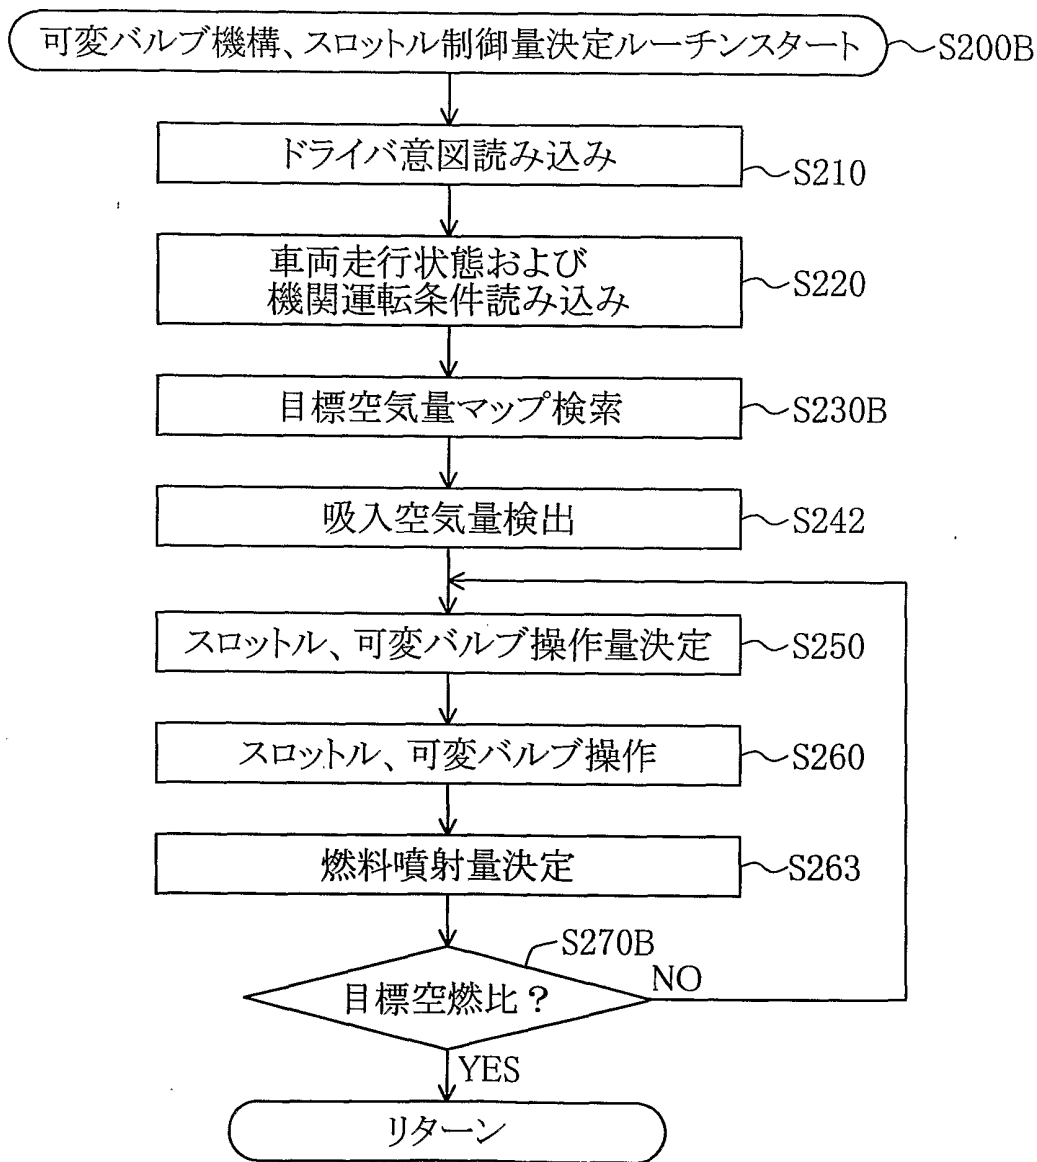 可変バルブ機構、スロットル制御量決定ルーチンスタート
S200B
ドライバ意図読み込み
S210
車両走行状態および
機関運転条件読み込み
S220
目標空気量マップ検索
S230B
吸入空気量検出
S242
スロットル、可変バルブ操作量決定
S250
スロットル、可変バルブ操作
S260
燃料噴射量決定
S263
S270B
目標空燃比？
NO
YES
リターン